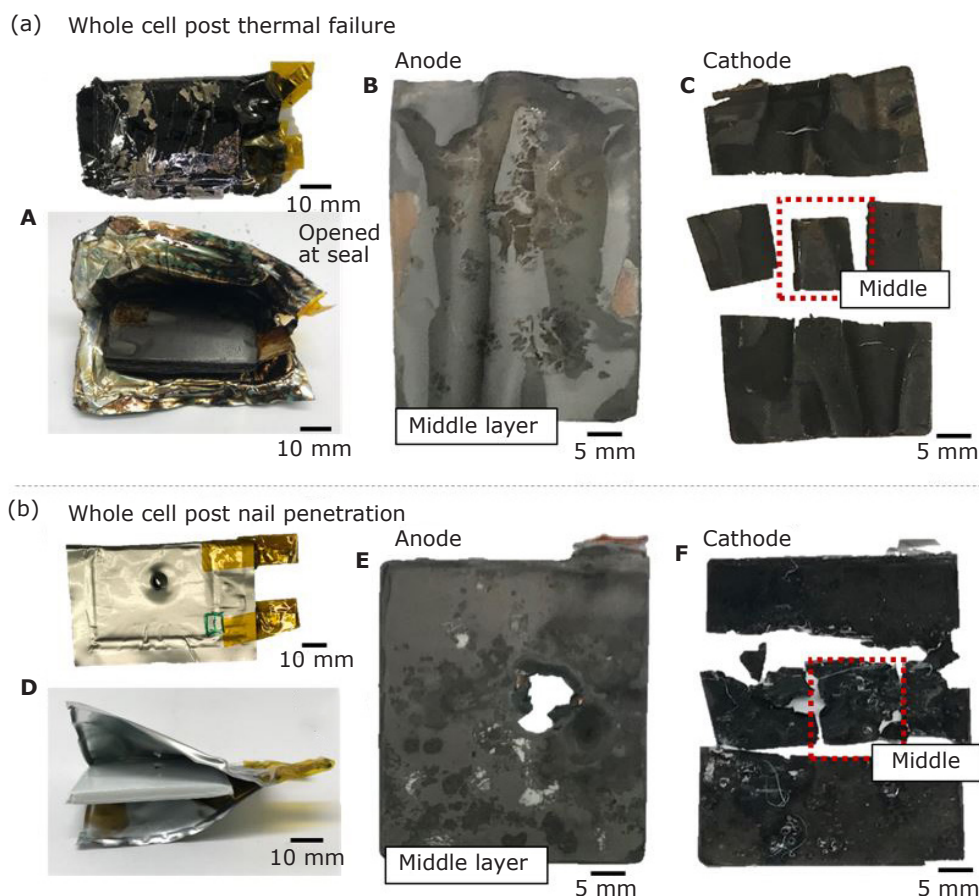 (a) Whole cell post thermal failure
Anode
Cathode
B
C
10 mm
A
Opened
at seal
Middle
Middle layer
10 mm
5 mm
5 mm
(b) Whole cell post nail penetration
Anode
Cathode
E
F
10 mm
D
Middle
10 mm
Middle layer
5 mm
5 mm